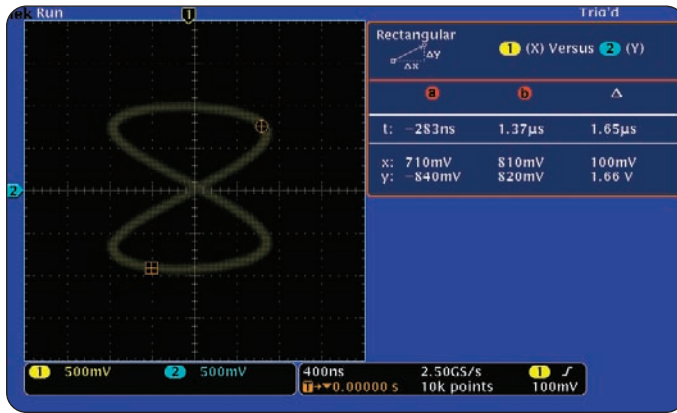 Run Trig'd
1
Rectangular
ΔY
ΔX
1 (X) Versus 2 (Y)
a b Δ
t: -283ns 1.37µs 1.65µs
x: 710mV 810mV 100mV
y: -840mV 820mV 1.66 V
2
1 500mV 2 500mV
400ns 2.50GS/s 1
T→▼0.00000 s 10k points 100mV